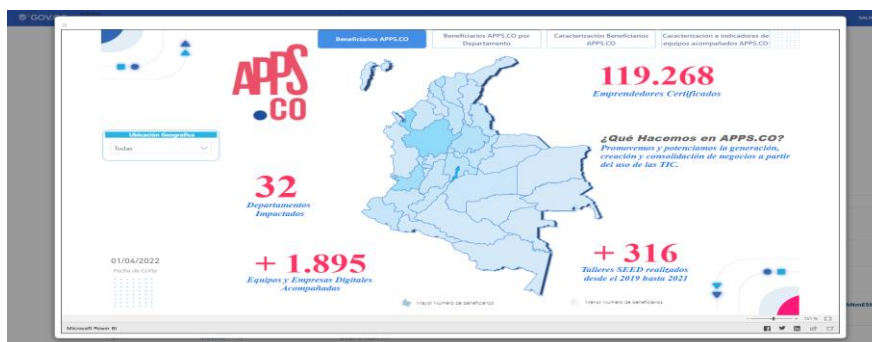 GOV.CO
Beneficiarios APPS.CO
Beneficiarios APPS.CO por
Departamento
Caracterización Beneficiarios
APPS.CO
Caracterización e indicadores de
equipos acompañados APPS.CO
APPS
.CO
119.268
Emprendedores Certificados
Ubicación Geografica
Todas
¿Qué Hacemos en APPS.CO?
Promovemos y potenciamos la generación,
creación y consolidación de negocios a partir
del uso de las TIC.
32
Departamentos
Impactados
01/04/2022
Fecha de Corte
+ 1.895
Equipos y Empresas Digitales
Acompañadas
+ 316
Talleres SEED realizados
desde el 2019 hasta 2021
Mayor Número de beneficiarios
Menor Número de beneficiarios
Microsoft Power BI